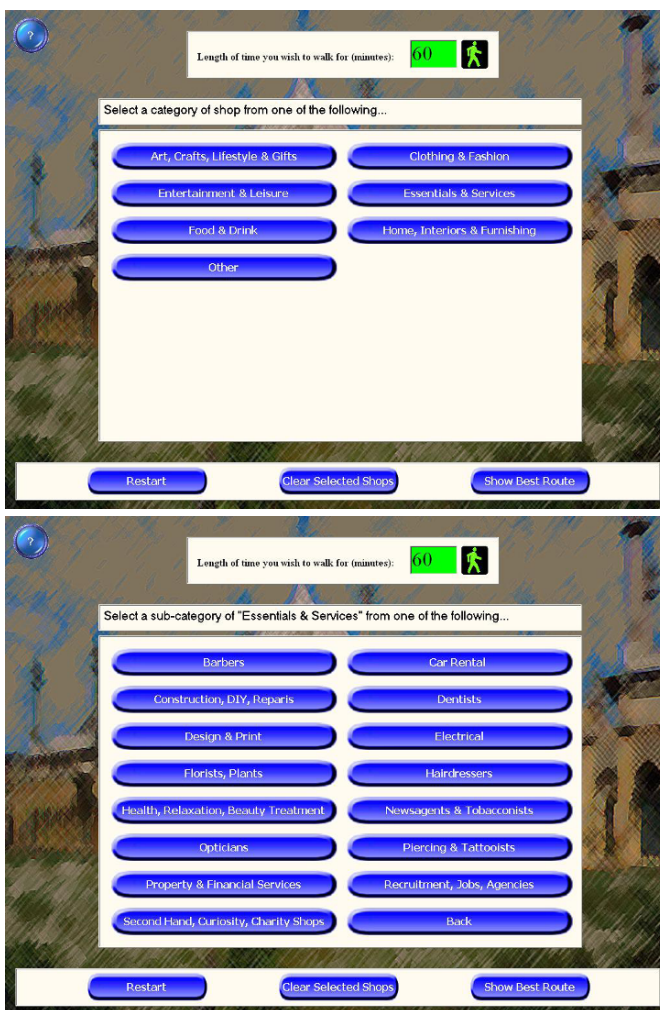 ?
Length of time you wish to walk for (minutes): 60
Select a category of shop from one of the following...
Art, Crafts, Lifestyle & Gifts
Clothing & Fashion
Entertainment & Leisure
Essentials & Services
Food & Drink
Home, Interiors & Furnishing
Other
Restart
Clear Selected Shops
Show Best Route
?
Length of time you wish to walk for (minutes): 60
Select a sub-category of "Essentials & Services" from one of the following...
Barbers
Car Rental
Construction, DIY, Reparis
Dentists
Design & Print
Electrical
Florists, Plants
Hairdressers
Health, Relaxation, Beauty Treatment
Newsagents & Tobacconists
Opticians
Piercing & Tattooists
Property & Financial Services
Recruitment, Jobs, Agencies
Second Hand, Curiosity, Charity Shops
Back
Restart
Clear Selected Shops
Show Best Route